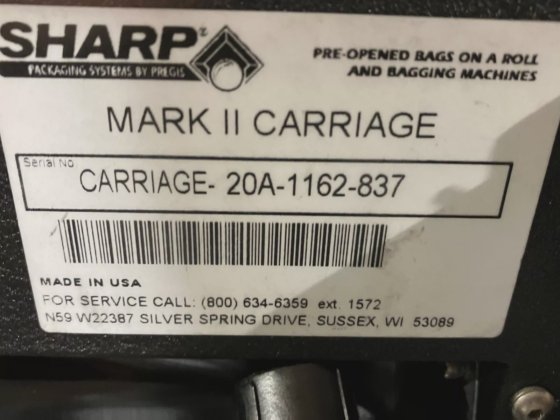 SHARP
PACKAGING SYSTEMS BY PREGIS
PRE-OPENED BAGS ON A ROLL
AND BAGGING MACHINES
MARK II CARRIAGE
Serial No
CARRIAGE- 20A-1162-837
MADE IN USA
FOR SERVICE CALL: (800) 634-6359 ext. 1572
N59 W22387 SILVER SPRING DRIVE, SUSSEX, WI 53089